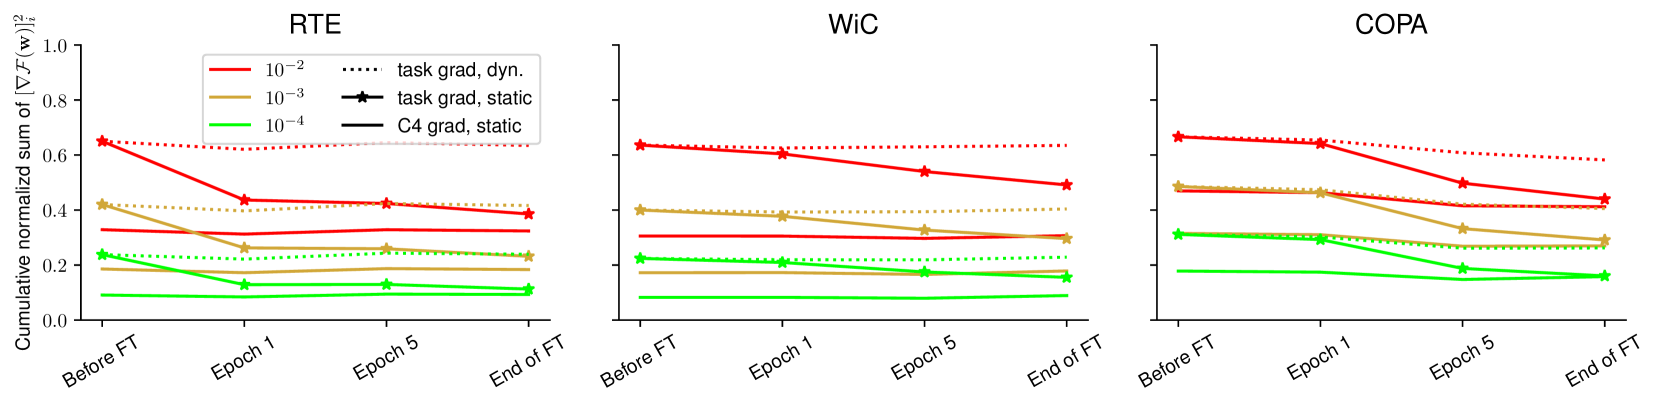 RTE
WiC
COPA
Cumulative normalizd sum of [∇ℱ(𝐰)]²ᵢ
1.0
0.8
0.6
0.4
0.2
0.0
10⁻²
10⁻³
10⁻⁴
task grad, dyn.
task grad, static
C4 grad, static
Before FT
Epoch 1
Epoch 5
End of FT
Before FT
Epoch 1
Epoch 5
End of FT
Before FT
Epoch 1
Epoch 5
End of FT